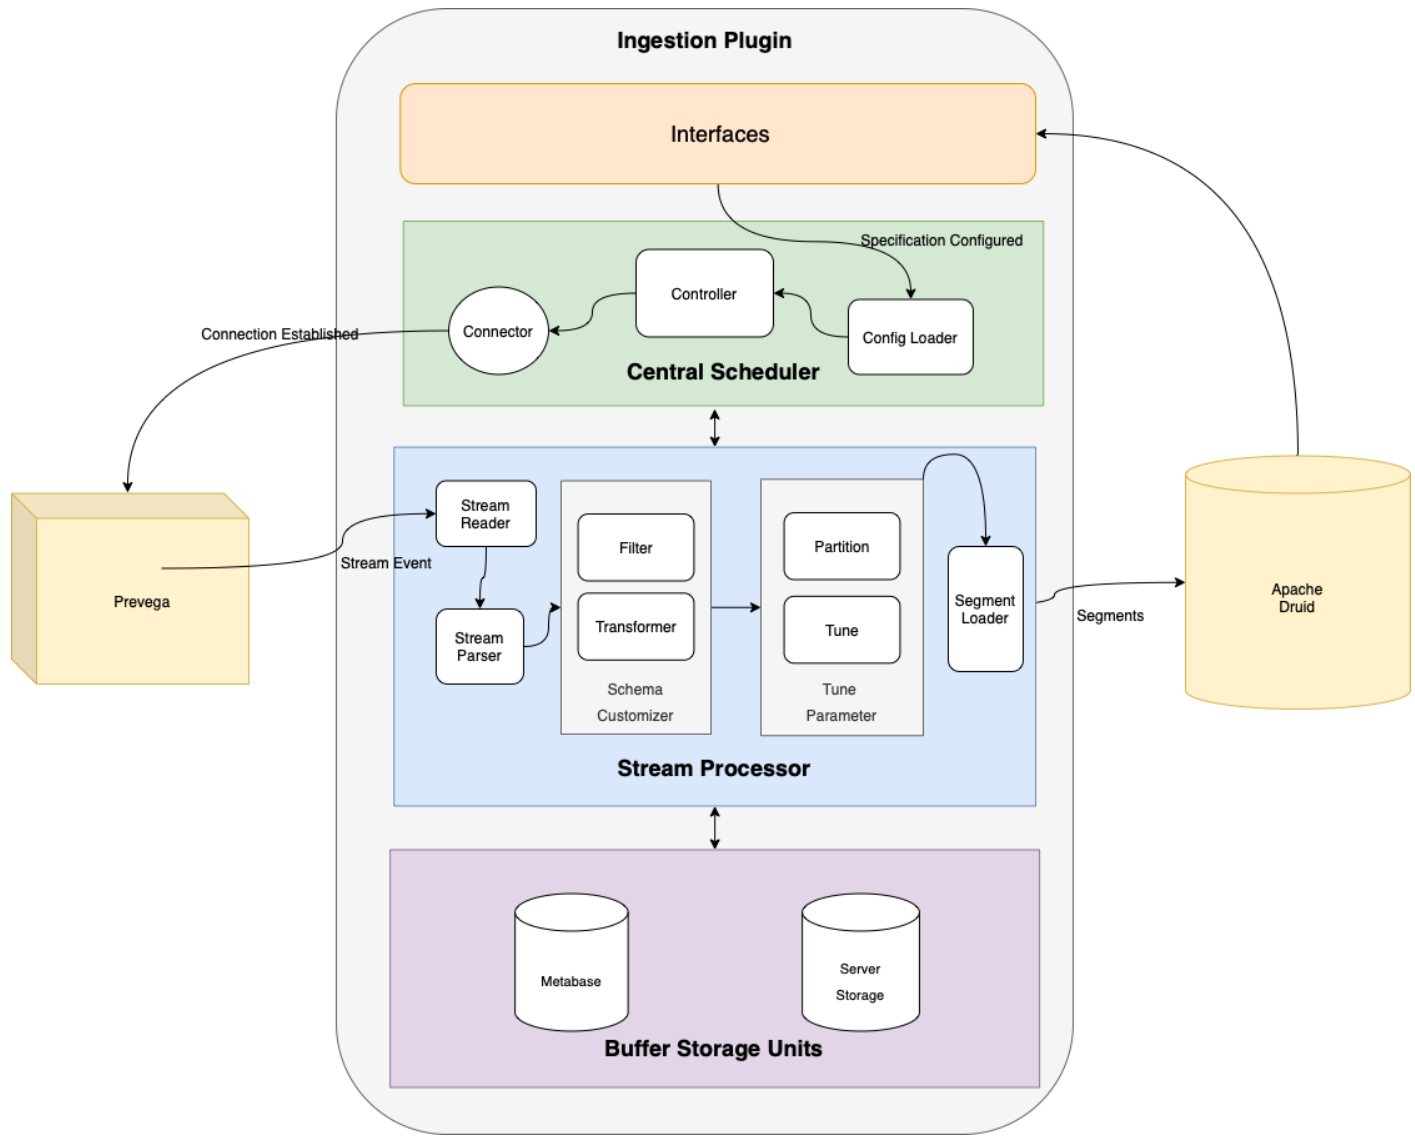 Ingestion Plugin
Interfaces
Specification Configured
Controller
Connector
Config Loader
Connection Established
Central Scheduler
Stream
Reader
Filter
Partition
Stream Event
Prevega
Stream
Parser
Transformer
Tune
Segment
Loader
Segments
Apache
Druid
Schema
Customizer
Tune
Parameter
Stream Processor
Metabase
Server
Storage
Buffer Storage Units